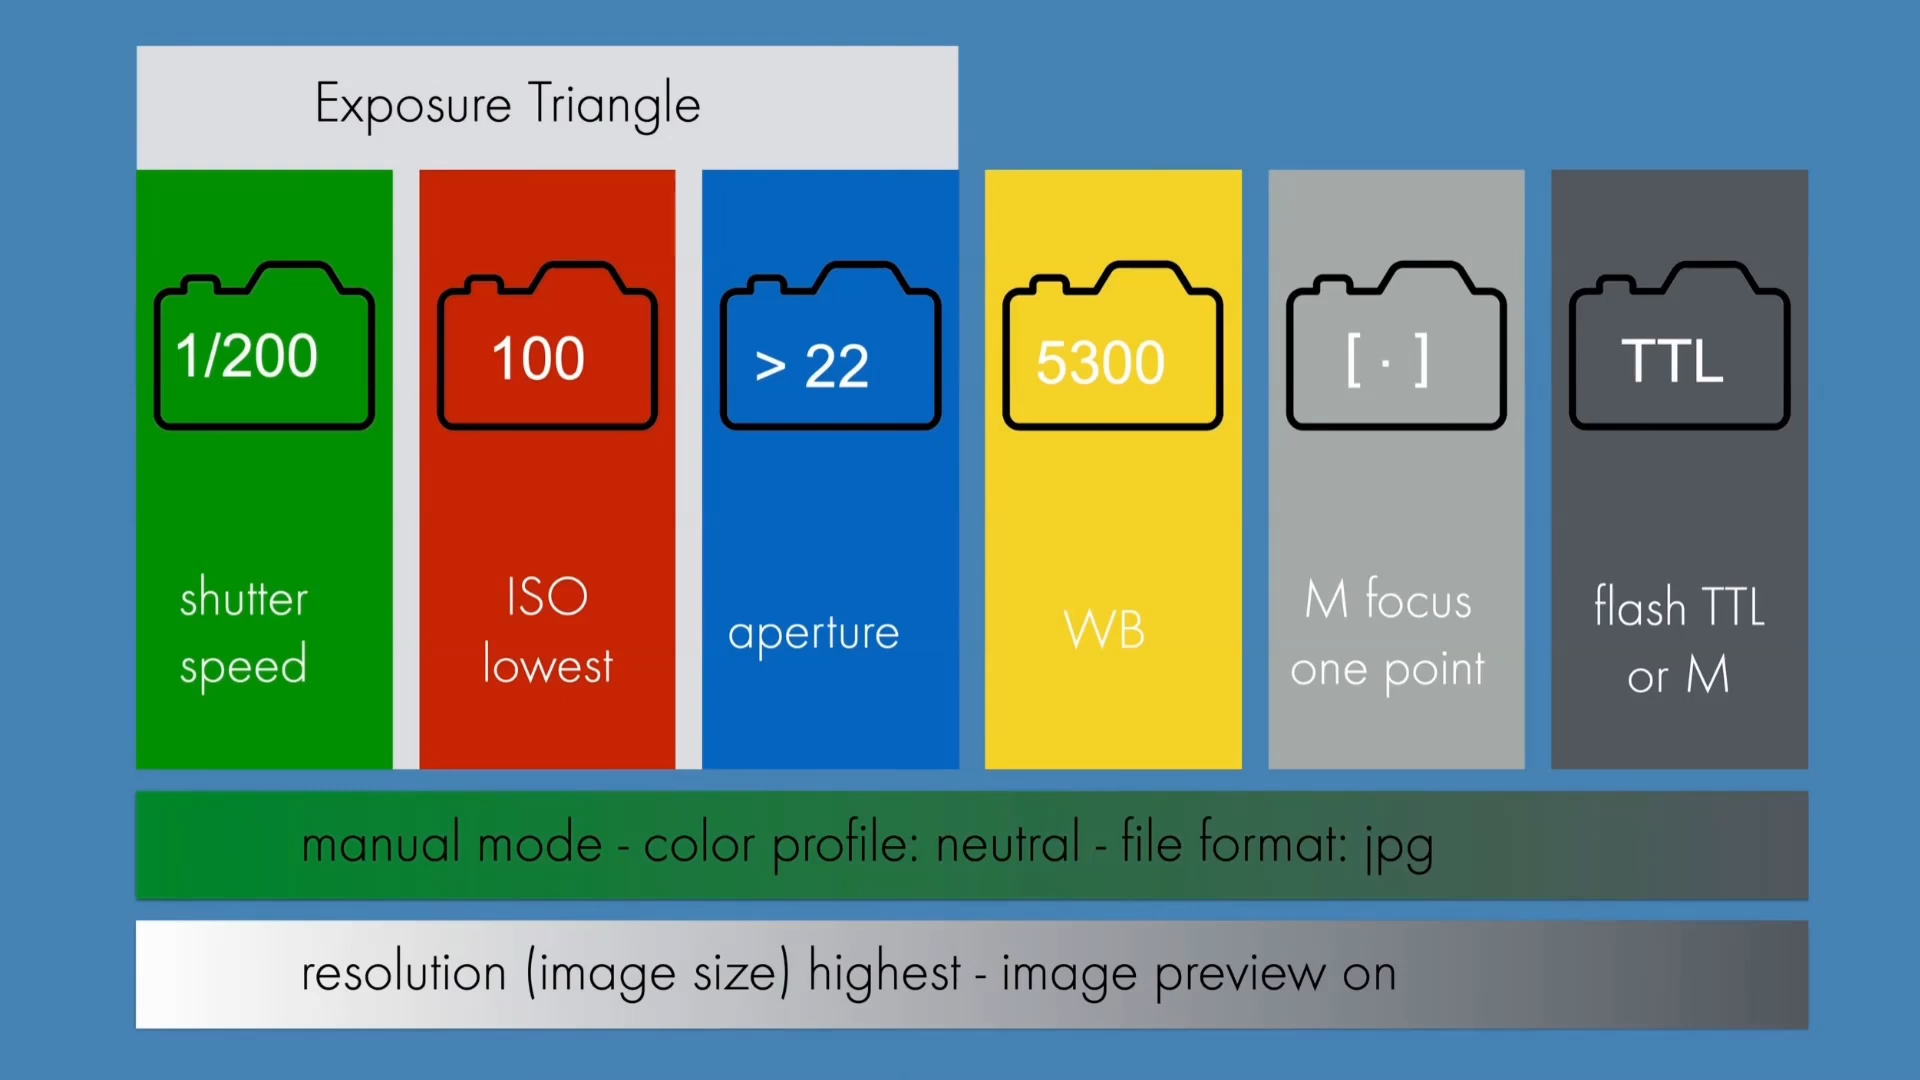 Exposure Triangle
1/200
100
> 22
5300
[ · ]
TTL
shutter
speed
ISO
lowest
aperture
WB
M focus
one point
flash TTL
or M
manual mode - color profile: neutral - file format: jpg
resolution (image size) highest - image preview on